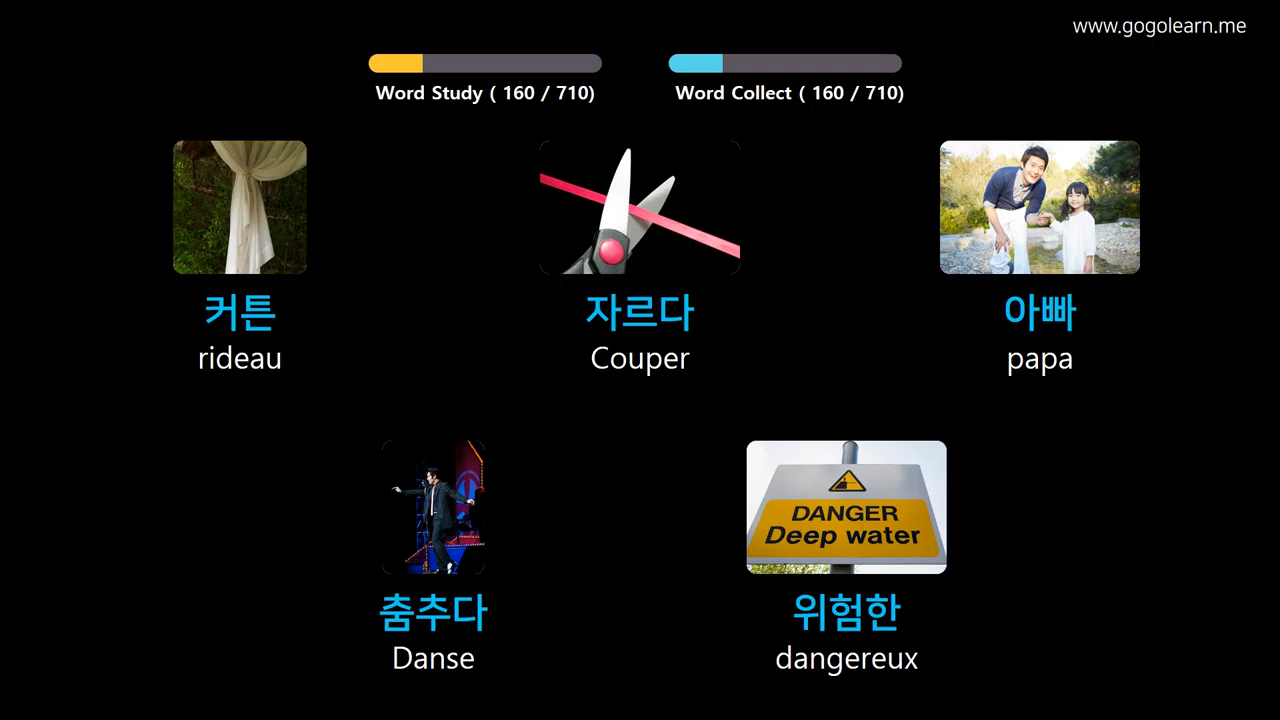 www.gogolearn.me
Word Study ( 160 / 710)
Word Collect ( 160 / 710)
커튼
rideau
자르다
Couper
아빠
papa
DANGER
Deep water
춤추다
Danse
위험한
dangereux